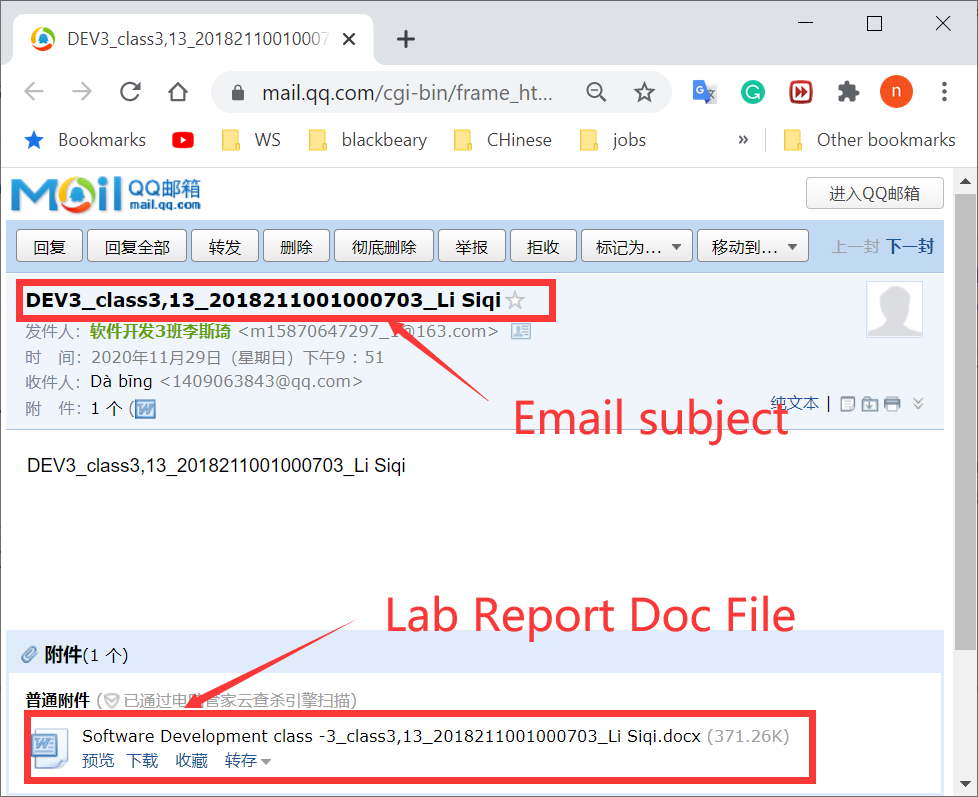 DEV3_class3,13_20182110010007
mail.qq.com/cgi-bin/frame_ht...
n
Bookmarks
WS
blackbeary
CHinese
jobs
»
Other bookmarks
Mail QQ邮箱
mail.qq.com
进入QQ邮箱
回复 回复全部 转发 删除 彻底删除 举报 拒收 标记为... 移动到... 上一封 下一封
DEV3_class3,13_2018211001000703_Li Siqi
发件人: 软件开发3班李斯琦 <m15870647297_1@163.com>
时 间: 2020年11月29日 (星期日) 下午9:51
收件人: Dà bīng <1409063843@qq.com>
附 件: 1 个 (
纯文本 |
Email subject
DEV3_class3,13_2018211001000703_Li Siqi
Lab Report Doc File
附件(1 个)
普通附件 (已通过电脑管家云查杀引擎扫描)
Software Development class -3_class3,13_2018211001000703_Li Siqi.docx (371.26K)
预览 下载 收藏 转存